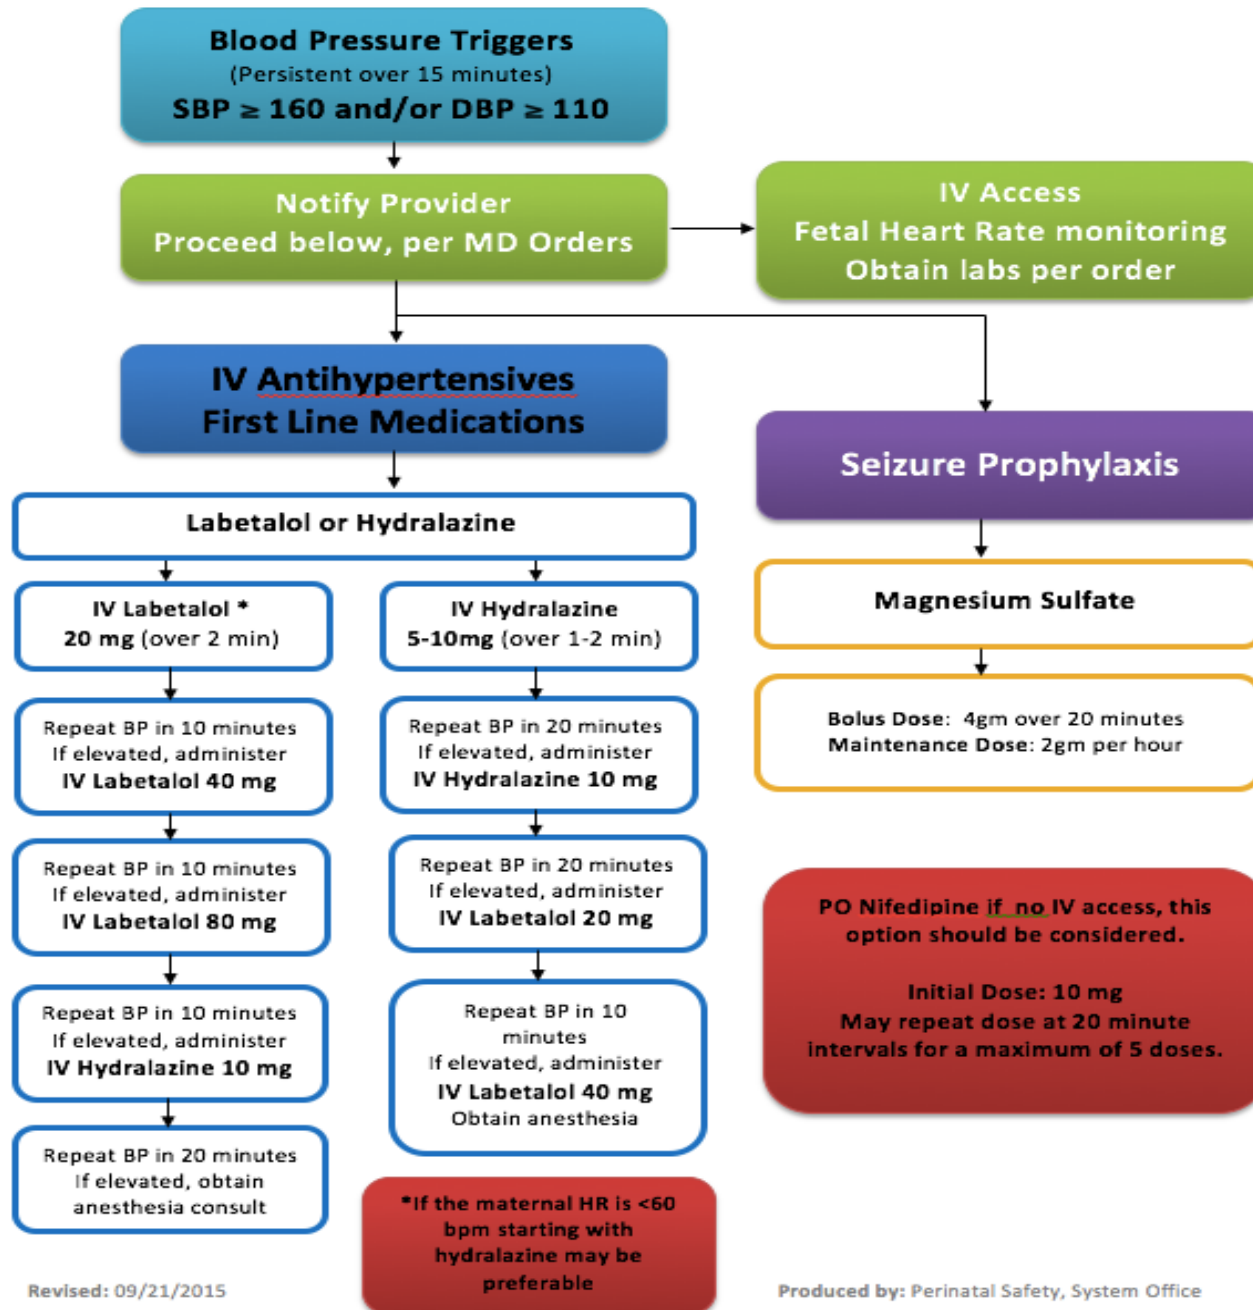 Blood Pressure Triggers
(Persistent over 15 minutes)
SBP ≥ 160 and/or DBP ≥ 110
Notify Provider
Proceed below, per MD Orders
IV Access
Fetal Heart Rate monitoring
Obtain labs per order
IV Antihypertensives
First Line Medications
Labetalol or Hydralazine
IV Labetalol *
20 mg (over 2 min)
Repeat BP in 10 minutes
If elevated, administer
IV Labetalol 40 mg
Repeat BP in 10 minutes
If elevated, administer
IV Labetalol 80 mg
Repeat BP in 10 minutes
If elevated, administer
IV Hydralazine 10 mg
Repeat BP in 20 minutes
If elevated, obtain
anesthesia consult
IV Hydralazine
5-10mg (over 1-2 min)
Repeat BP in 20 minutes
If elevated, administer
IV Hydralazine 10 mg
Repeat BP in 20 minutes
If elevated, administer
IV Labetalol 20 mg
Repeat BP in 10
minutes
If elevated, administer
IV Labetalol 40 mg
Obtain anesthesia
*If the maternal HR is <60
bpm starting with
hydralazine may be
preferable
Seizure Prophylaxis
Magnesium Sulfate
Bolus Dose: 4gm over 20 minutes
Maintenance Dose: 2gm per hour
PO Nifedipine if no IV access, this
option should be considered.
Initial Dose: 10 mg
May repeat dose at 20 minute
intervals for a maximum of 5 doses.
Revised: 09/21/2015
Produced by: Perinatal Safety, System Office